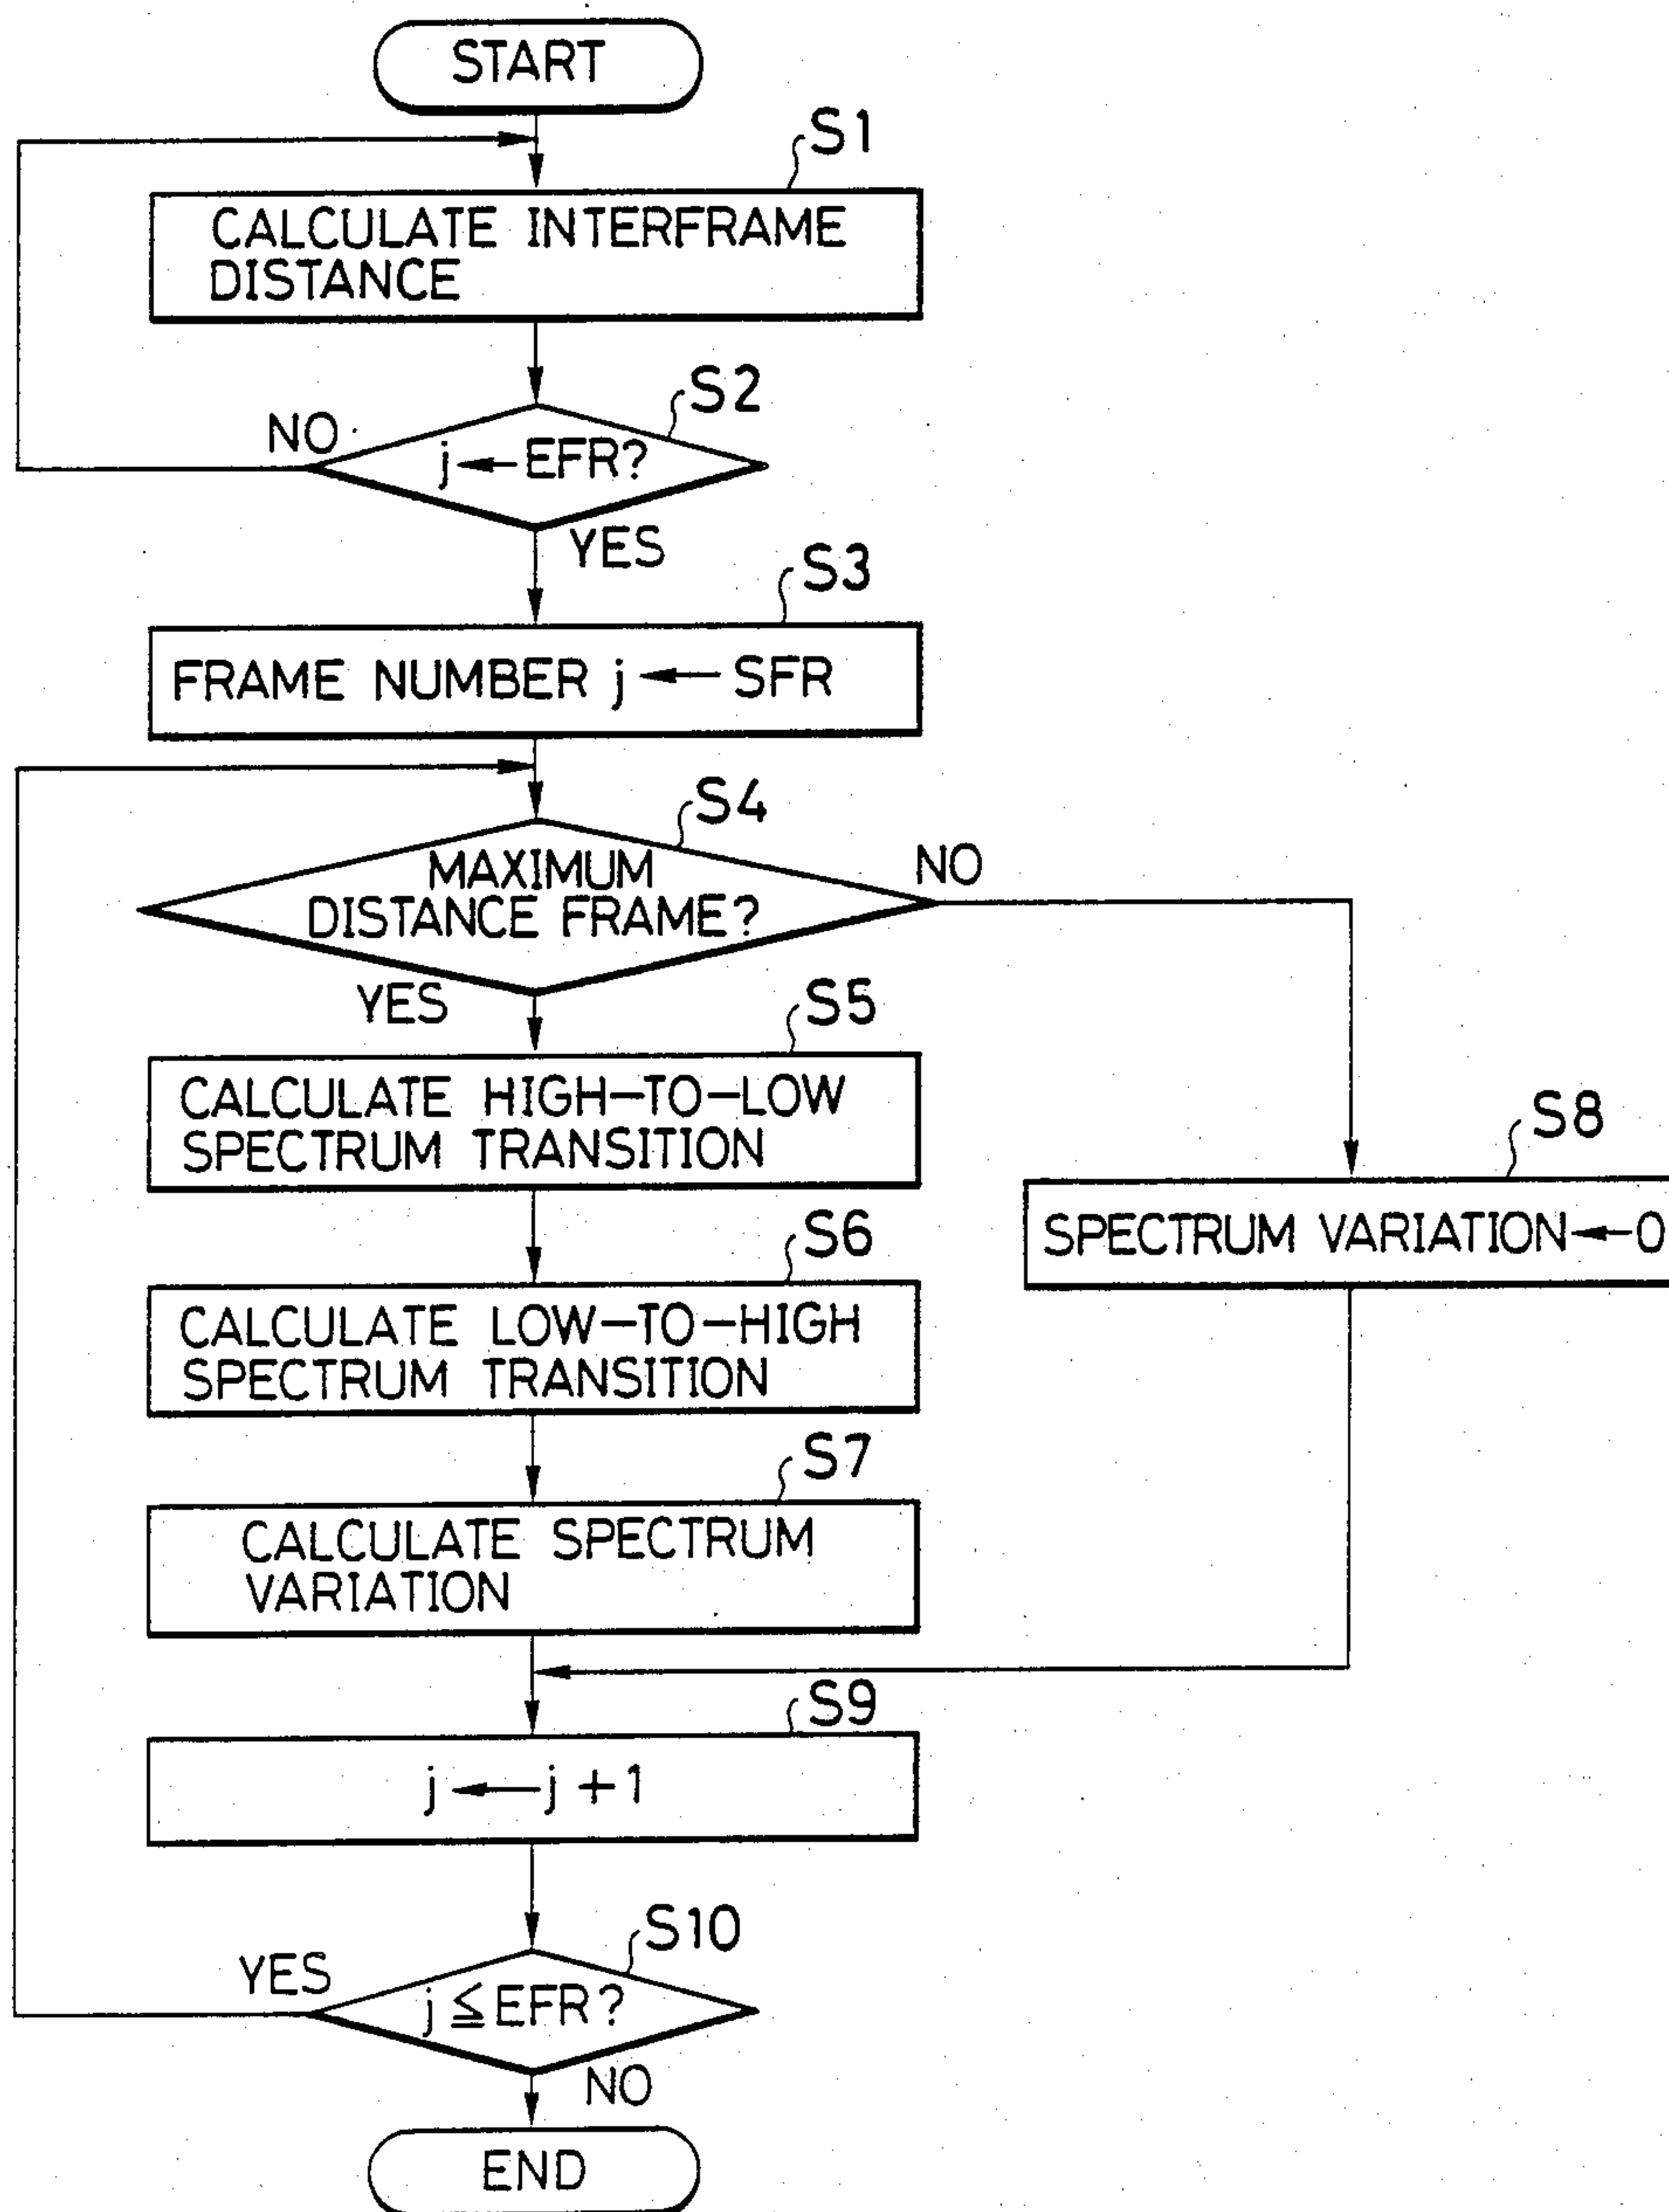 START
S1
CALCULATE INTERFRAME
DISTANCE
S2
NO
j←EFR?
YES
S3
FRAME NUMBER j ← SFR
S4
MAXIMUM
DISTANCE FRAME?
NO
YES
S5
CALCULATE HIGH-TO-LOW
SPECTRUM TRANSITION
S8
SPECTRUM VARIATION←0
S6
CALCULATE LOW-TO-HIGH
SPECTRUM TRANSITION
S7
CALCULATE SPECTRUM
VARIATION
S9
j ← j + 1
S10
YES
j ≦ EFR?
NO
END